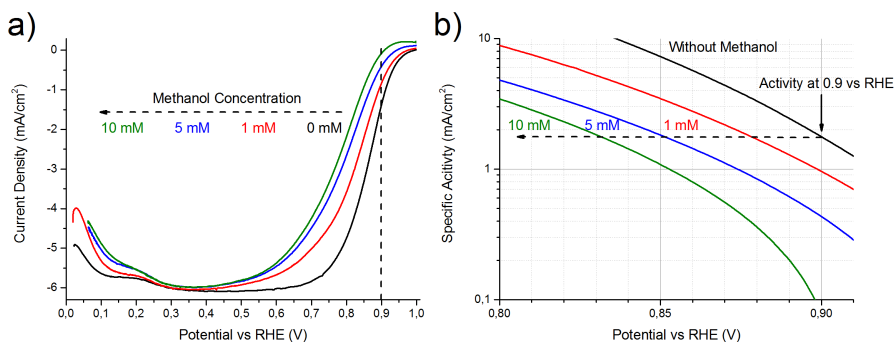 a)
Current Density (mA/cm²)
0
-1
-2
-3
-4
-5
-6
Methanol Concentration
10 mM 5 mM 1 mM 0 mM
0,0 0,1 0,2 0,3 0,4 0,5 0,6 0,7 0,8 0,9 1,0
Potential vs RHE (V)
b)
Specific Acitivty (mA/cm²)
10
1
0,1
Without Methanol
Activity at 0.9 vs RHE
10 mM 5 mM 1 mM
0,80 0,85 0,90
Potential vs RHE (V)